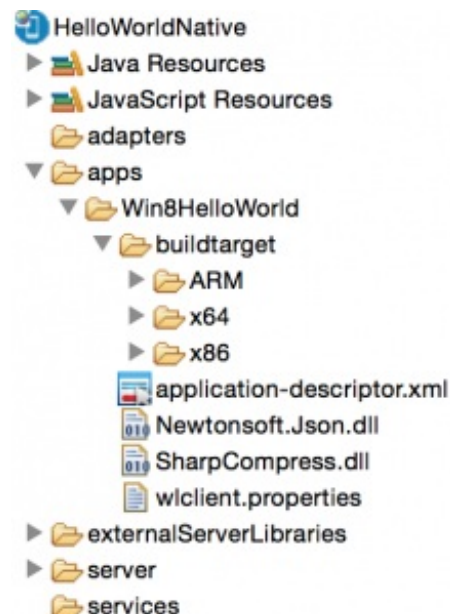 HelloWorldNative
Java Resources
JavaScript Resources
adapters
apps
Win8HelloWorld
buildtarget
ARM
x64
x86
application-descriptor.xml
Newtonsoft.Json.dll
SharpCompress.dll
wlclient.properties
externalServerLibraries
server
services